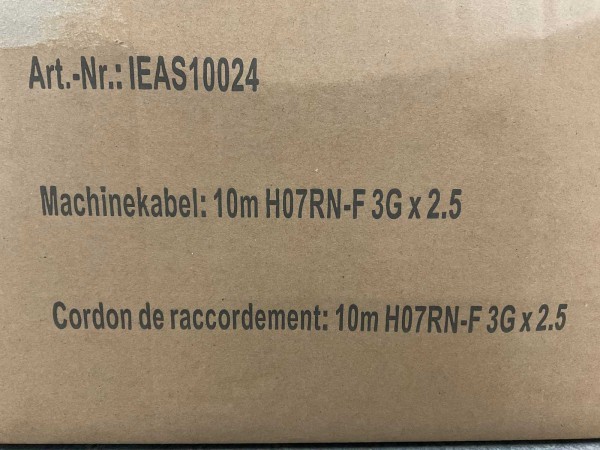 Art.-Nr.: IEAS10024
Machinekabel: 10m H07RN-F 3G x 2.5
Cordon de raccordement: 10m H07RN-F 3G x 2.5